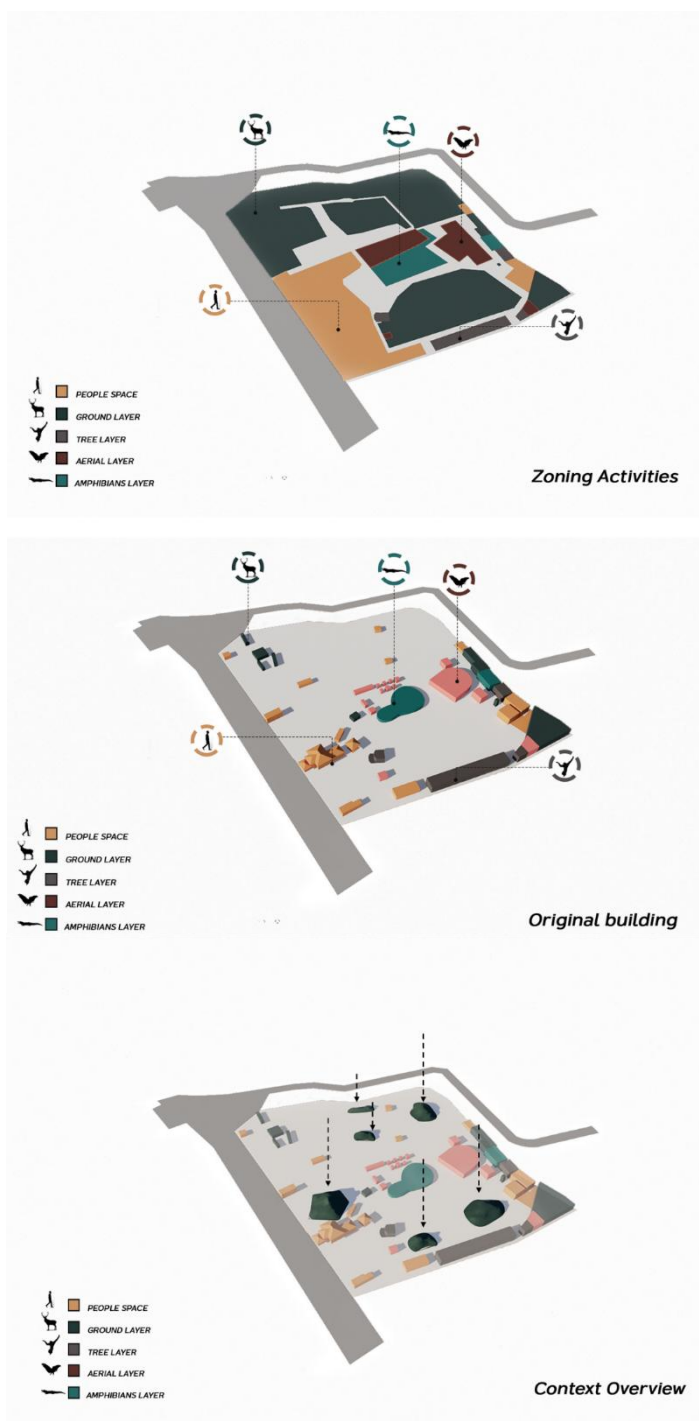 PEOPLE SPACE
GROUND LAYER
TREE LAYER
AERIAL LAYER
AMPHIBIANS LAYER
Zoning Activities
PEOPLE SPACE
GROUND LAYER
TREE LAYER
AERIAL LAYER
AMPHIBIANS LAYER
Original building
PEOPLE SPACE
GROUND LAYER
TREE LAYER
AERIAL LAYER
AMPHIBIANS LAYER
Context Overview